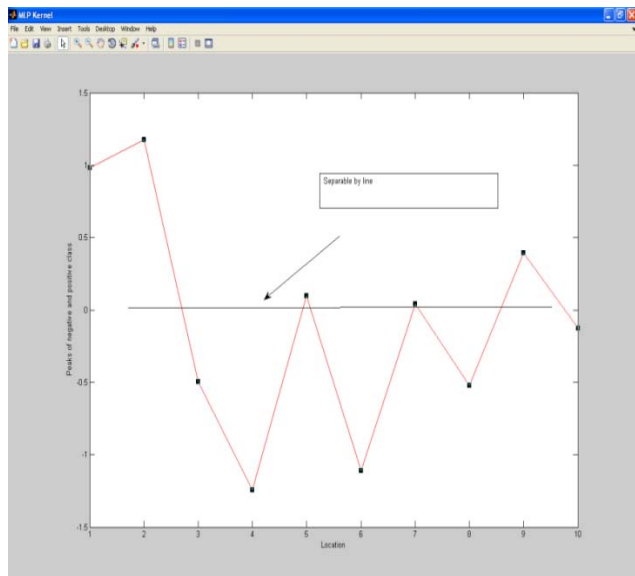 MLP Kernel
File Edit View Insert Tools Desktop Window Help
1.5
1
0.5
0
-0.5
-1
-1.5
Peaks of negative and positive class
Separable by line
1 2 3 4 5 6 7 8 9 10
Location